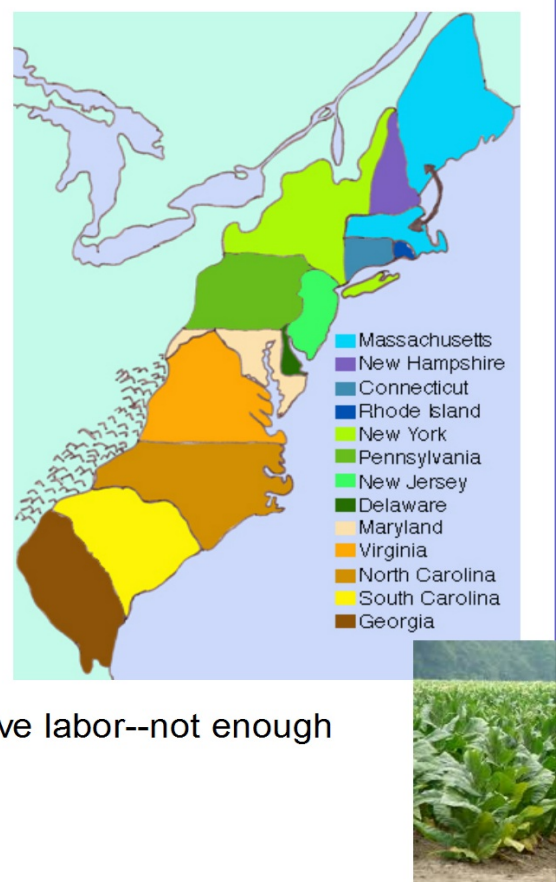 Massachusetts
New Hampshire
Connecticut
Rhode Island
New York
Pennsylvania
New Jersey
Delaware
Maryland
Virginia
North Carolina
South Carolina
Georgia
ve labor--not enough